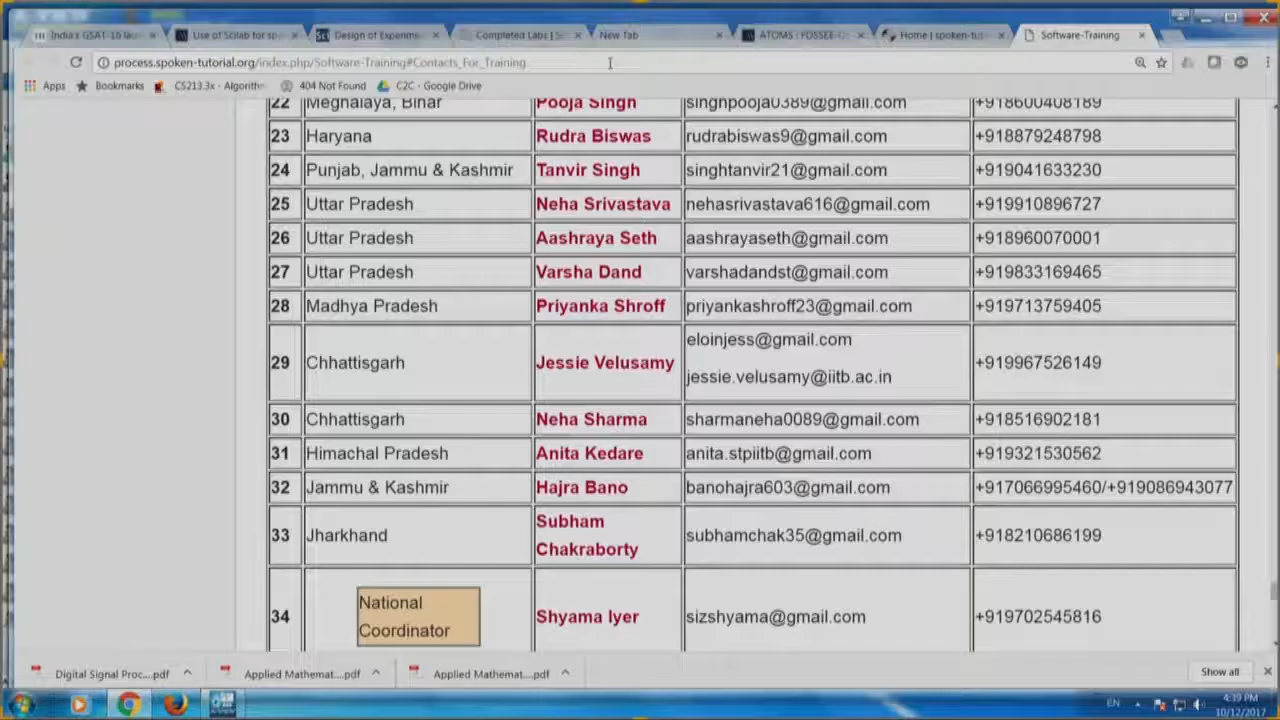 India's GSAT-16 lau
Use of Scilab for sp
Design of Experime
Completed Labs | S
New Tab
ATOMS : FOSSEE-O
Home | spoken-tut
Software-Training
process.spoken-tutorial.org/index.php/Software-Training#Contacts_For_Training
Apps
Bookmarks
CS213.3x - Algorith
404 Not Found
C2C - Google Drive
22 Meghalaya, Bihar Pooja Singh singhpooja0389@gmail.com +918600408189
23 Haryana Rudra Biswas rudrabiswas9@gmail.com +918879248798
24 Punjab, Jammu & Kashmir Tanvir Singh singhtanvir21@gmail.com +919041633230
25 Uttar Pradesh Neha Srivastava nehasrivastava616@gmail.com +919910896727
26 Uttar Pradesh Aashraya Seth aashrayaseth@gmail.com +918960070001
27 Uttar Pradesh Varsha Dand varshadandst@gmail.com +919833169465
28 Madhya Pradesh Priyanka Shroff priyankashroff23@gmail.com +919713759405
29 Chhattisgarh Jessie Velusamy eloinjess@gmail.com
jessie.velusamy@iitb.ac.in +919967526149
30 Chhattisgarh Neha Sharma sharmaneha0089@gmail.com +918516902181
31 Himachal Pradesh Anita Kedare anita.stpiitb@gmail.com +919321530562
32 Jammu & Kashmir Hajra Bano banohajra603@gmail.com +917066995460/+919086943077
33 Jharkhand Subham
Chakraborty subhamchak35@gmail.com +918210686199
34 National
Coordinator Shyama Iyer sizshyama@gmail.com +919702545816
Digital Signal Proc....pdf
Applied Mathemat....pdf
Applied Mathemat....pdf
Show all
EN
4:39 PM
10/12/2017